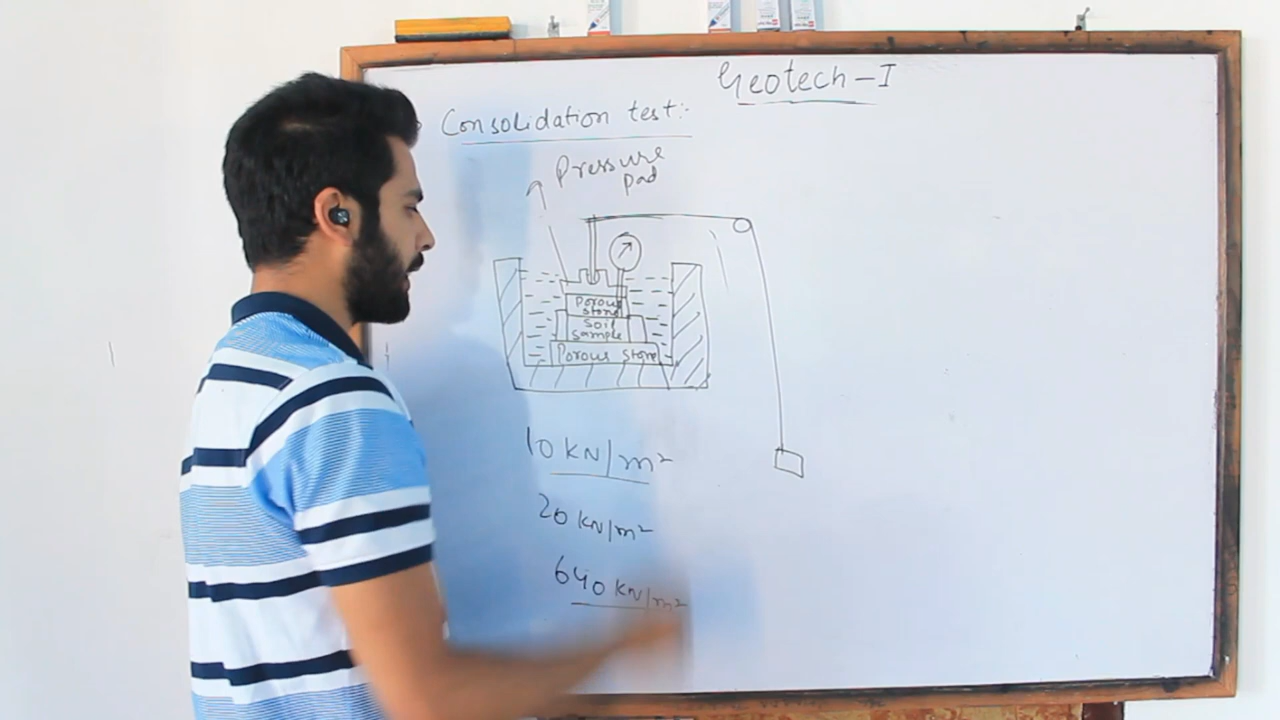 Geotech-I
Consolidation test:-
Pressure
pad
Porous
stone
Soil
sample
Porous stone
10 KN/m²
20 KN/m²
640 KN/m²